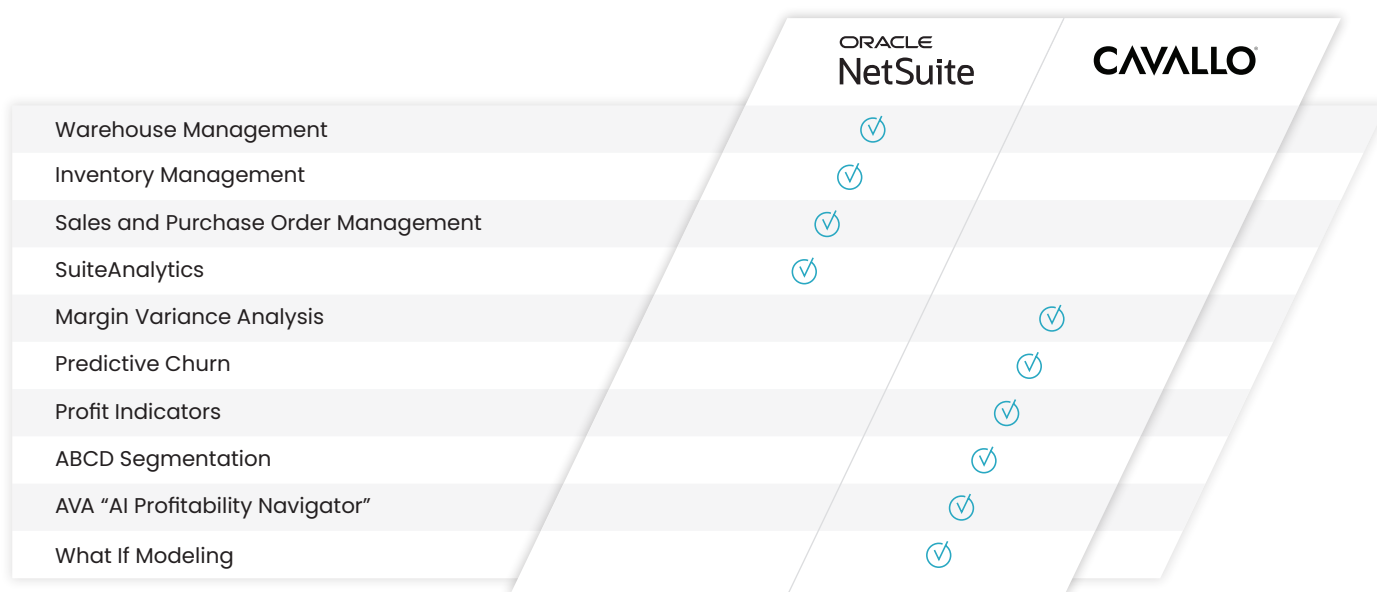 ORACLE
NetSuite
CAVALLO
Warehouse Management
Inventory Management
Sales and Purchase Order Management
SuiteAnalytics
Margin Variance Analysis
Predictive Churn
Profit Indicators
ABCD Segmentation
AVA “AI Profitability Navigator”
What If Modeling